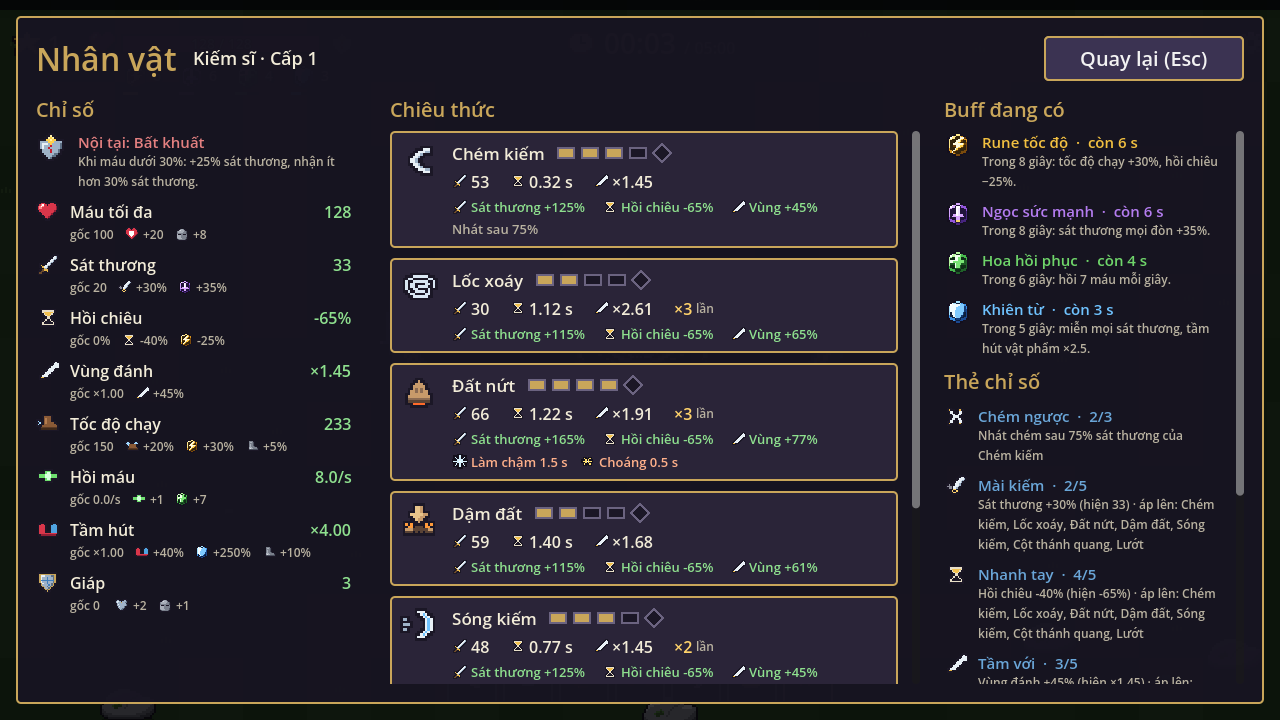 Nhân vật
Kiếm sĩ · Cấp 1
Quay lại (Esc)
Chỉ số
Nội tại: Bất khuất
Khi máu dưới 30%: +25% sát thương, nhận ít
hơn 30% sát thương.
Máu tối đa 128
gốc 100 +20 +8
Sát thương 33
gốc 20 +30% +35%
Hồi chiêu -65%
gốc 0% -40% -25%
Vùng đánh ×1.45
gốc ×1.00 +45%
Tốc độ chạy 233
gốc 150 +20% +30% +5%
Hồi máu 8.0/s
gốc 0.0/s +1 +7
Tầm hút ×4.00
gốc ×1.00 +40% +250% +10%
Giáp 3
gốc 0 +2 +1
Chiêu thức
Chém kiếm
53 0.32 s ×1.45
Sát thương +125% Hồi chiêu -65% Vùng +45%
Nhát sau 75%
Lốc xoáy
30 1.12 s ×2.61 ×3 lần
Sát thương +115% Hồi chiêu -65% Vùng +65%
Đất nứt
66 1.22 s ×1.91 ×3 lần
Sát thương +165% Hồi chiêu -65% Vùng +77%
Làm chậm 1.5 s Choáng 0.5 s
Dậm đất
59 1.40 s ×1.68
Sát thương +115% Hồi chiêu -65% Vùng +61%
Sóng kiếm
48 0.77 s ×1.45 ×2 lần
Sát thương +125% Hồi chiêu -65% Vùng +45%
Buff đang có
Rune tốc độ · còn 6 s
Trong 8 giây: tốc độ chạy +30%, hồi chiêu
−25%.
Ngọc sức mạnh · còn 6 s
Trong 8 giây: sát thương mọi đòn +35%.
Hoa hồi phục · còn 4 s
Trong 6 giây: hồi 7 máu mỗi giây.
Khiên từ · còn 3 s
Trong 5 giây: miễn mọi sát thương, tầm
hút vật phẩm ×2.5.
Thẻ chỉ số
Chém ngược · 2/3
Nhát chém sau 75% sát thương của
Chém kiếm
Mài kiếm · 2/5
Sát thương +30% (hiện 33) · áp lên: Chém
kiếm, Lốc xoáy, Đất nứt, Dậm đất, Sóng
kiếm, Cột thánh quang, Lướt
Nhanh tay · 4/5
Hồi chiêu -40% (hiện -65%) · áp lên: Chém
kiếm, Lốc xoáy, Đất nứt, Dậm đất, Sóng
kiếm, Cột thánh quang, Lướt
Tầm với · 3/5
Vùng đánh +45% (hiện ×1.45) · áp lên: